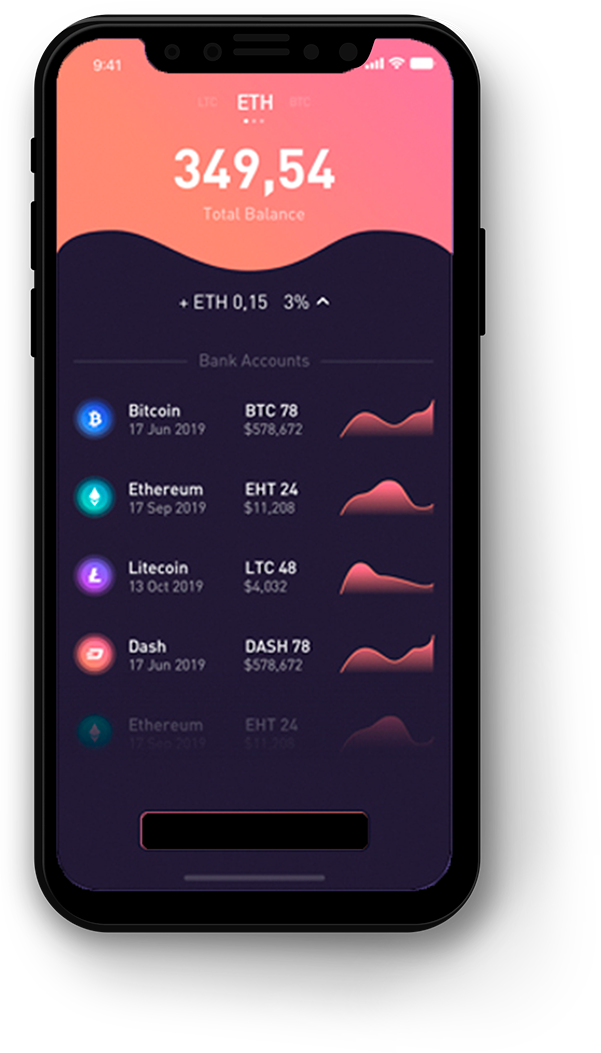 9:41
LTC ETH BTC
349,54
Total Balance
+ ETH 0,15 3%
Bank Accounts
Bitcoin BTC 78
17 Jun 2019 $578,672
Ethereum EHT 24
17 Sep 2019 $11,208
Litecoin LTC 48
13 Oct 2019 $4,032
Dash DASH 78
17 Jun 2019 $578,672
Ethereum EHT 24
17 Sep 2019 $11,208